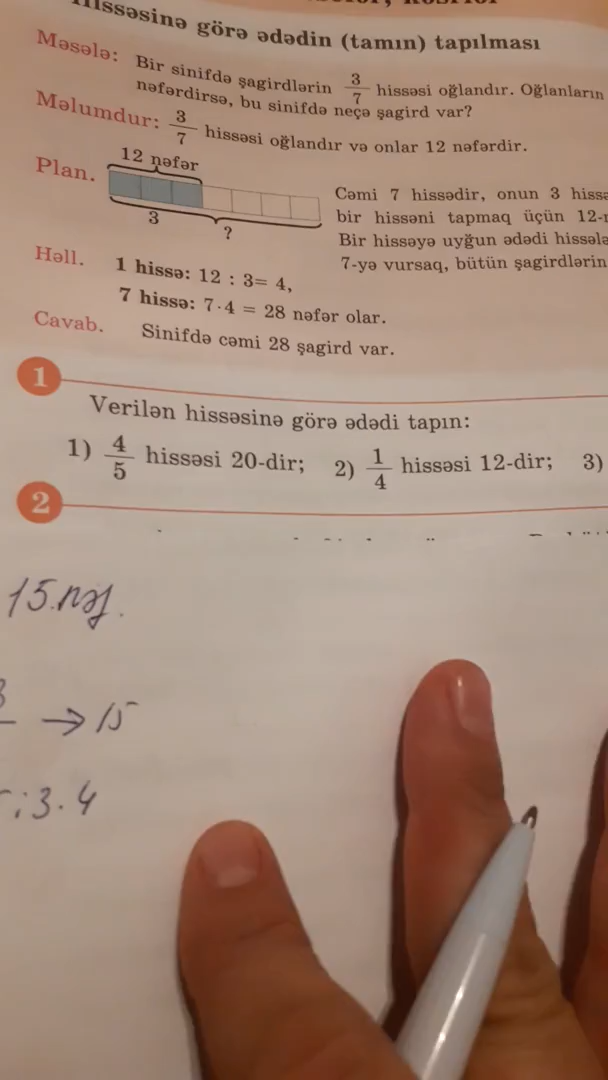 hissəsinə görə ədədin (tamın) tapılması
Məsələ: Bir sinifdə şagirdlərin 3/7 hissəsi oğlandır. Oğlanların
nəfərdirsə, bu sinifdə neçə şagird var?
Məlumdur: 3/7 hissəsi oğlandır və onlar 12 nəfərdir.
Plan. 12 nəfər
3
?
Cəmi 7 hissədir, onun 3
bir hissəni tapmaq üçün 12-
Bir hissəyə uyğun ədədi
7-yə vursaq, bütün şagirdlərin
Həll. 1 hissə: 12 : 3= 4,
7 hissə: 7·4 = 28 nəfər olar.
Cavab. Sinifdə cəmi 28 şagird var.
1
Verilən hissəsinə görə ədədi tapın:
1) 4/5 hissəsi 20-dir; 2) 1/4 hissəsi 12-dir; 3)
2
15.nəf.
→ 15
:3.4